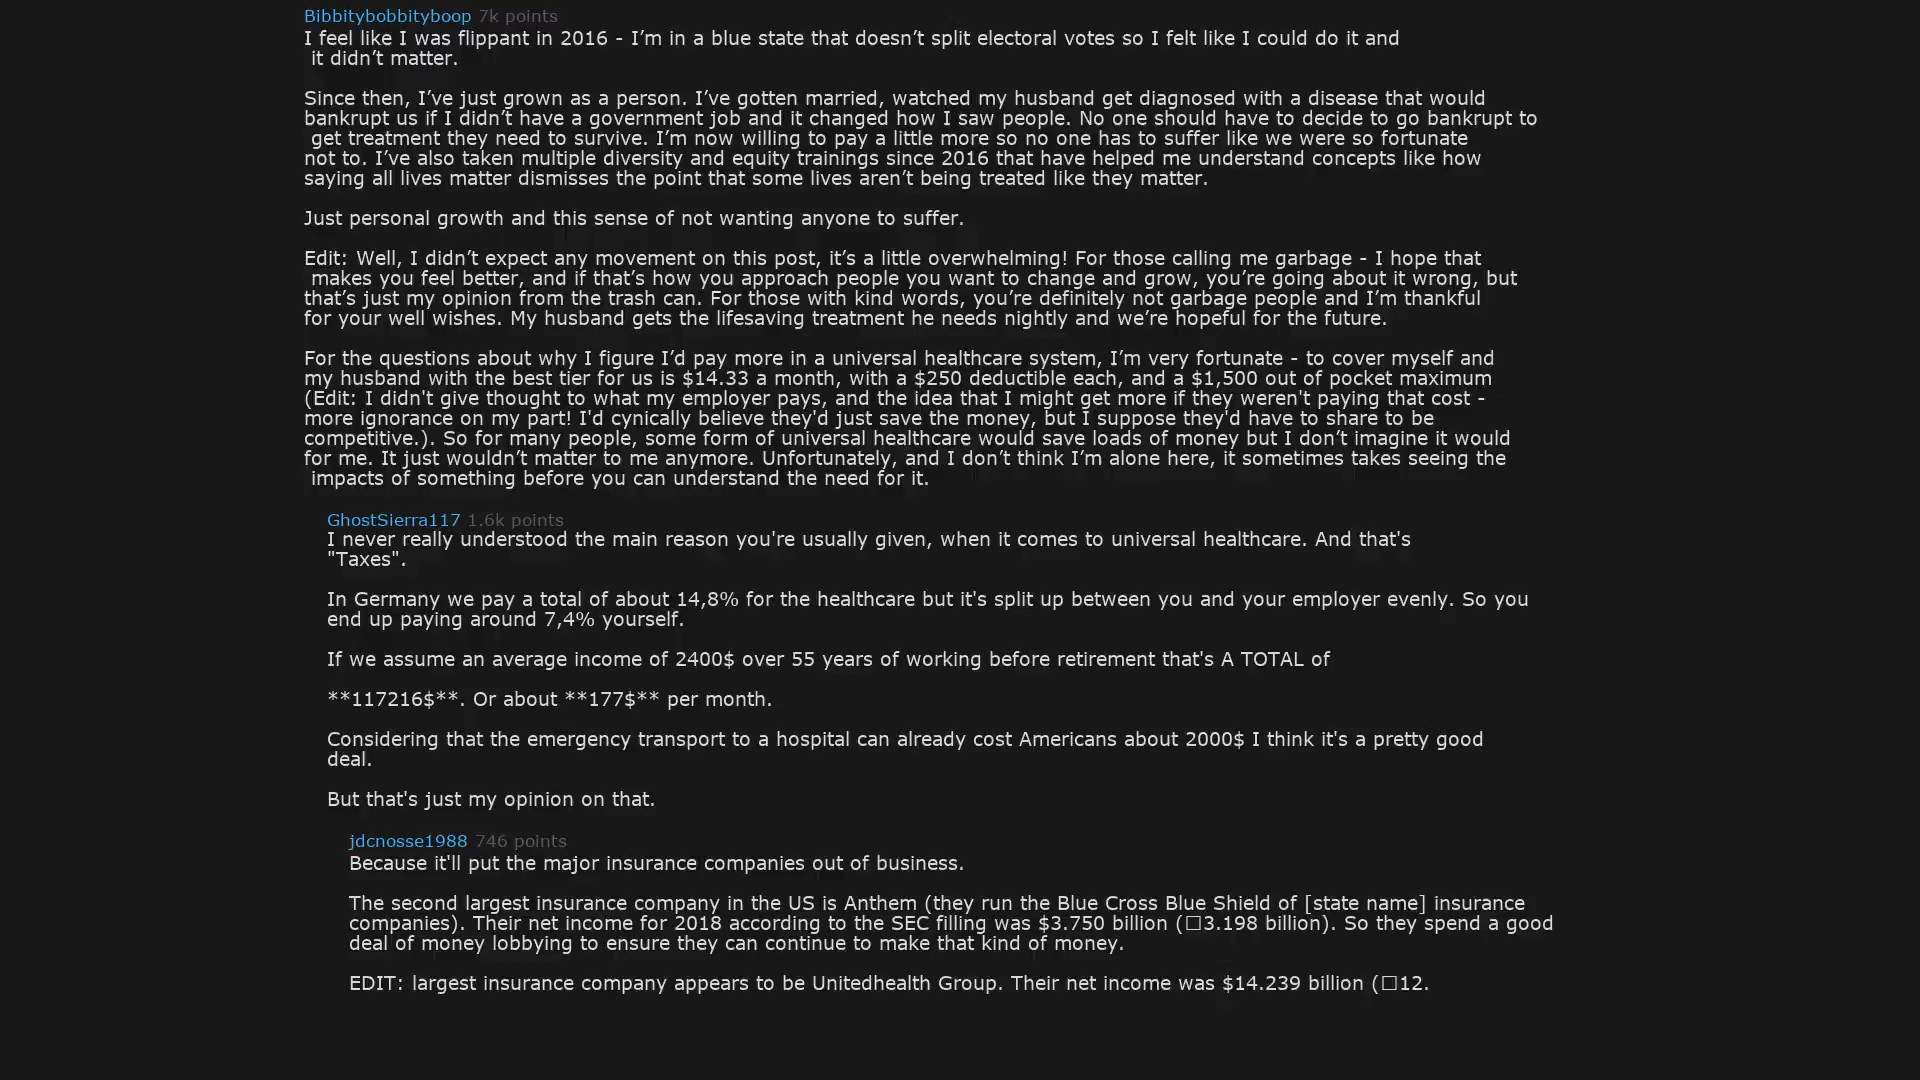 Bibbitybobbityboop 7k points
I feel like I was flippant in 2016 - I’m in a blue state that doesn’t split electoral votes so I felt like I could do it and
it didn’t matter.
Since then, I’ve just grown as a person. I’ve gotten married, watched my husband get diagnosed with a disease that would
bankrupt us if I didn’t have a government job and it changed how I saw people. No one should have to decide to go bankrupt to
get treatment they need to survive. I’m now willing to pay a little more so no one has to suffer like we were so fortunate
not to. I’ve also taken multiple diversity and equity trainings since 2016 that have helped me understand concepts like how
saying all lives matter dismisses the point that some lives aren’t being treated like they matter.
Just personal growth and this sense of not wanting anyone to suffer.
Edit: Well, I didn’t expect any movement on this post, it’s a little overwhelming! For those calling me garbage - I hope that
makes you feel better, and if that’s how you approach people you want to change and grow, you’re going about it wrong, but
that’s just my opinion from the trash can. For those with kind words, you’re definitely not garbage people and I’m thankful
for your well wishes. My husband gets the lifesaving treatment he needs nightly and we’re hopeful for the future.
For the questions about why I figure I’d pay more in a universal healthcare system, I’m very fortunate - to cover myself and
my husband with the best tier for us is $14.33 a month, with a $250 deductible each, and a $1,500 out of pocket maximum
(Edit: I didn't give thought to what my employer pays, and the idea that I might get more if they weren't paying that cost -
more ignorance on my part! I'd cynically believe they'd just save the money, but I suppose they'd have to share to be
competitive.). So for many people, some form of universal healthcare would save loads of money but I don’t imagine it would
for me. It just wouldn’t matter to me anymore. Unfortunately, and I don’t think I’m alone here, it sometimes takes seeing the
impacts of something before you can understand the need for it.
GhostSierra117 1.6k points
I never really understood the main reason you're usually given, when it comes to universal healthcare. And that's
"Taxes".
In Germany we pay a total of about 14,8% for the healthcare but it's split up between you and your employer evenly. So you
end up paying around 7,4% yourself.
If we assume an average income of 2400$ over 55 years of working before retirement that's A TOTAL of
**117216$**. Or about **177$** per month.
Considering that the emergency transport to a hospital can already cost Americans about 2000$ I think it's a pretty good
deal.
But that's just my opinion on that.
jdcnosse1988 746 points
Because it'll put the major insurance companies out of business.
The second largest insurance company in the US is Anthem (they run the Blue Cross Blue Shield of [state name] insurance
companies). Their net income for 2018 according to the SEC filling was $3.750 billion (□3.198 billion). So they spend a good
deal of money lobbying to ensure they can continue to make that kind of money.
EDIT: largest insurance company appears to be Unitedhealth Group. Their net income was $14.239 billion (□12.